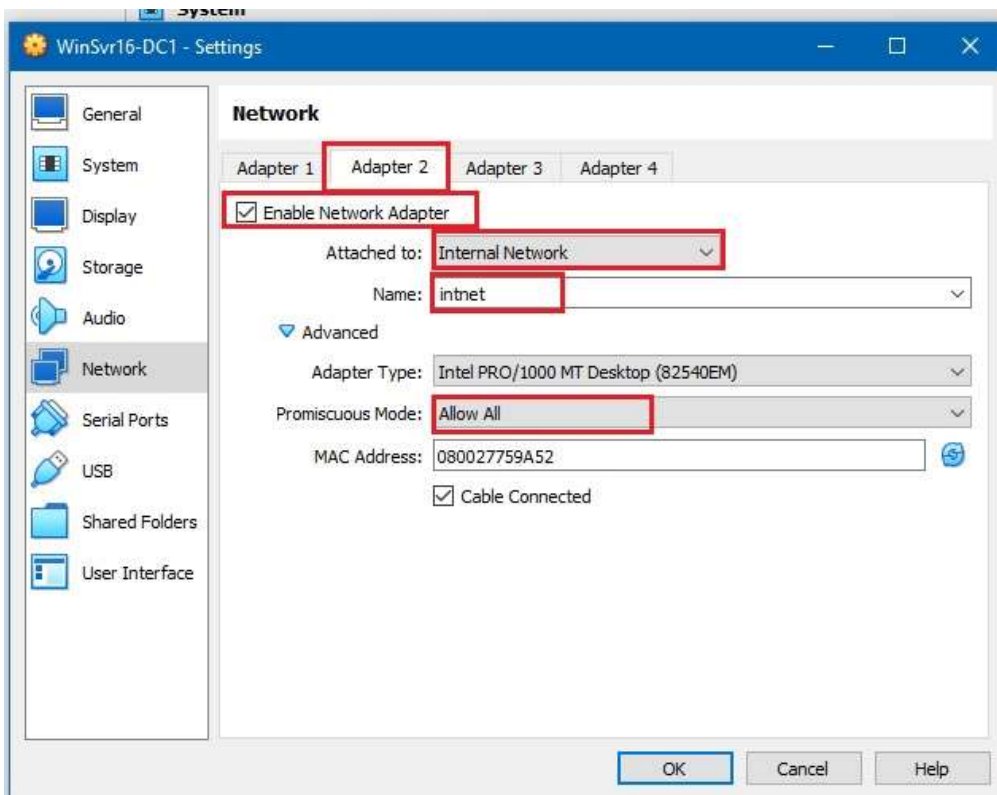 System
WinSvr16-DC1 - Settings
General
System
Display
Storage
Audio
Network
Serial Ports
USB
Shared Folders
User Interface
Network
Adapter 1 Adapter 2 Adapter 3 Adapter 4
Enable Network Adapter
Attached to: Internal Network
Name: intnet
Advanced
Adapter Type: Intel PRO/1000 MT Desktop (82540EM)
Promiscuous Mode: Allow All
MAC Address: 080027759A52
Cable Connected
OK Cancel Help